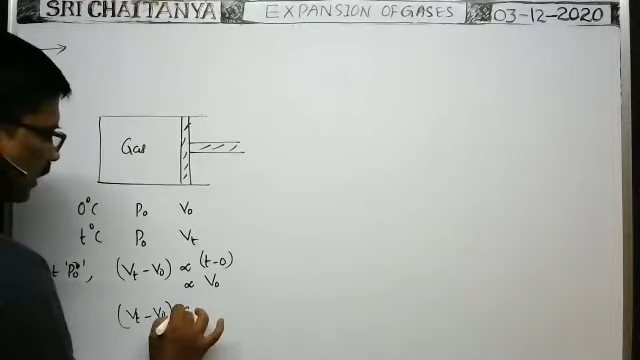 SRI CHAITANYA EXPANSION OF GASES 03-12-2020
Gas
0°C P₀ V₀
t°C P₀ Vₜ
t 'P₀', (Vₜ - V₀) ∝ (t-0)
∝ V₀
(Vₜ - V₀)